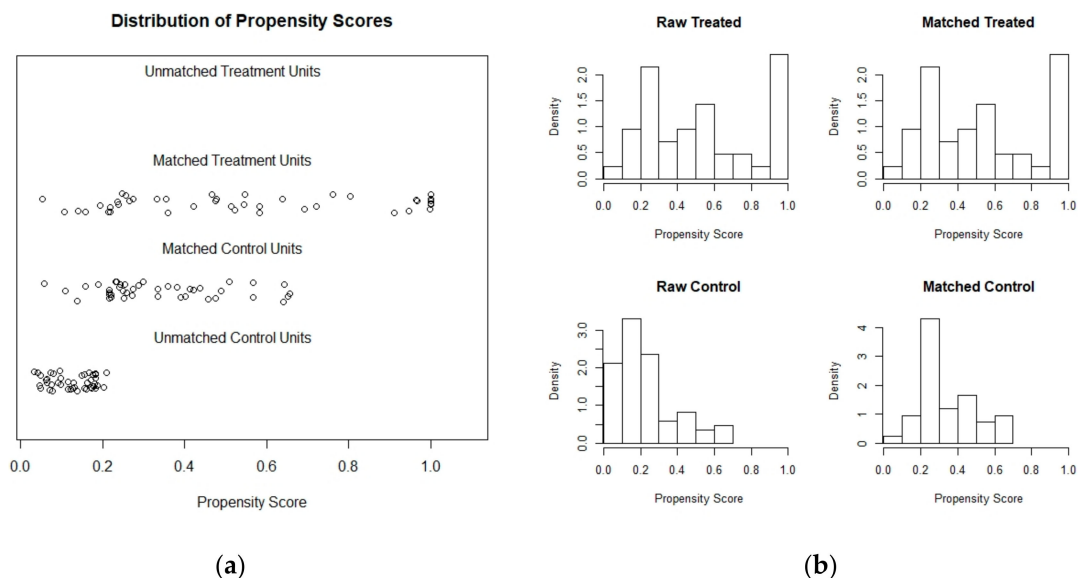 Distribution of Propensity Scores
Unmatched Treatment Units
Matched Treatment Units
Matched Control Units
Unmatched Control Units
0.0 0.2 0.4 0.6 0.8 1.0
Propensity Score
(a)
Raw Treated
Density
0.0 0.5 1.0 1.5 2.0
0.0 0.2 0.4 0.6 0.8 1.0
Propensity Score
Matched Treated
Density
0.0 0.5 1.0 1.5 2.0
0.0 0.2 0.4 0.6 0.8 1.0
Propensity Score
Raw Control
Density
0.0 1.0 2.0 3.0
0.0 0.2 0.4 0.6 0.8 1.0
Propensity Score
Matched Control
Density
0 1 2 3 4
0.0 0.2 0.4 0.6 0.8 1.0
Propensity Score
(b)